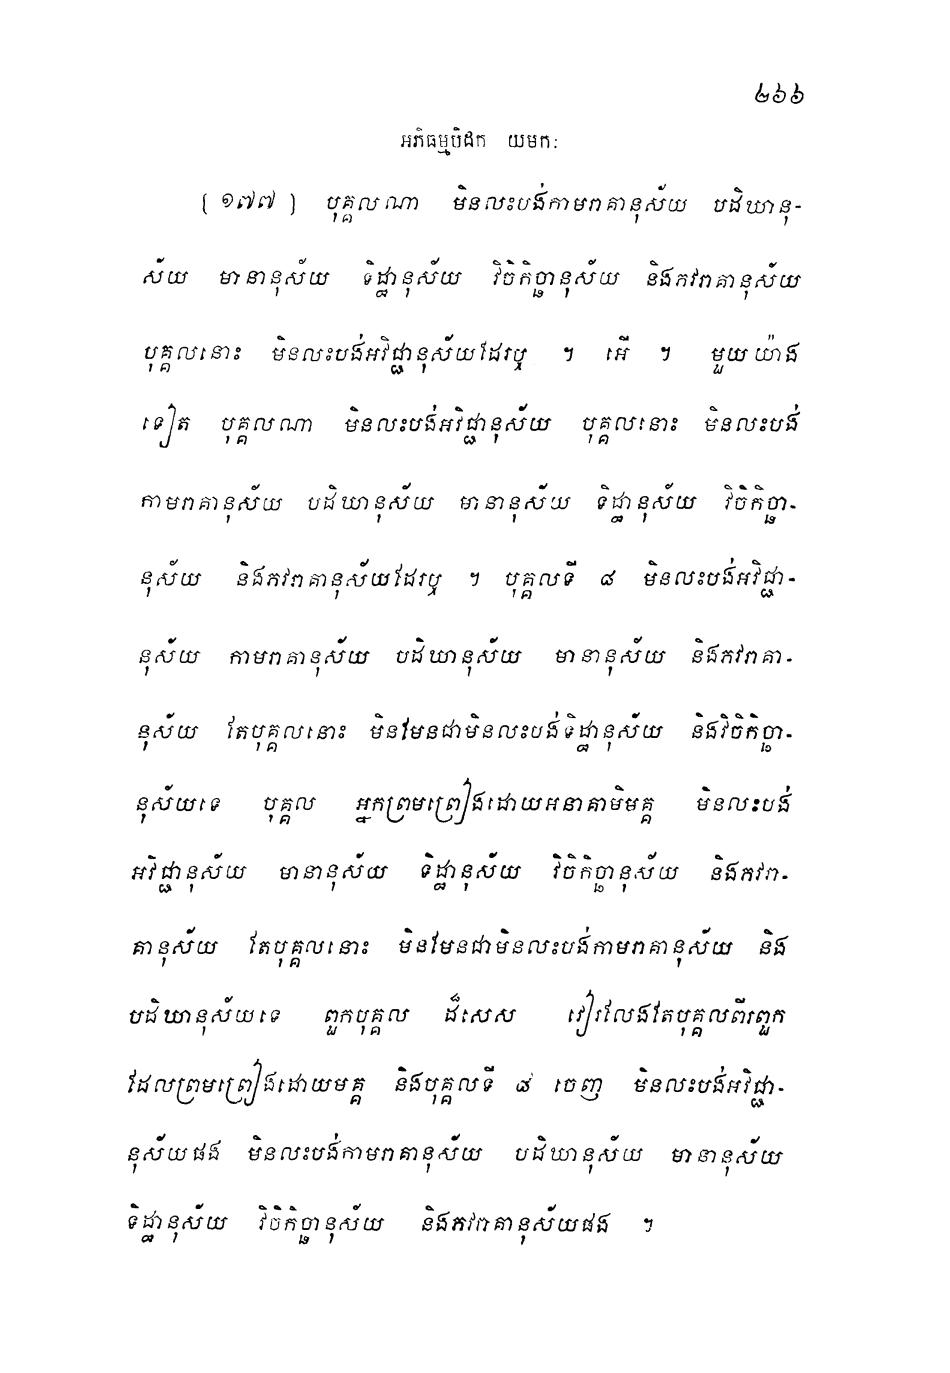 ២៦៦
អភិធម្មបិដក យមកៈ
[ ១៧៧ ] បុគ្គលណា មិនលះបង់កាមរាគានុស័យ បដិឃានុ-
ស័យ មានានុស័យ ទិដ្ឋានុស័យ វិចិកិច្ឆានុស័យ និងភវរាគានុស័យ
បុគ្គលនោះ មិនលះបង់អវិជ្ជានុស័យដែរឬ ។ អើ ។ មួយយ៉ាង
ទៀត បុគ្គលណា មិនលះបង់អវិជ្ជានុស័យ បុគ្គលនោះ មិនលះបង់
កាមរាគានុស័យ បដិឃានុស័យ មានានុស័យ ទិដ្ឋានុស័យ វិចិកិច្ឆា-
នុស័យ និងភវរាគានុស័យដែរឬ ។ បុគ្គលទី ៨ មិនលះបង់អវិជ្ជា-
នុស័យ កាមរាគានុស័យ បដិឃានុស័យ មានានុស័យ និងភវរាគា-
នុស័យ តែបុគ្គលនោះ មិនមែនជាមិនលះបង់ទិដ្ឋានុស័យ និងវិចិកិច្ឆា-
នុស័យទេ បុគ្គល អ្នកព្រមព្រៀងដោយអនាគាមិមគ្គ មិនលះបង់
អវិជ្ជានុស័យ មានានុស័យ ទិដ្ឋានុស័យ វិចិកិច្ឆានុស័យ និងភវរា-
គានុស័យ តែបុគ្គលនោះ មិនមែនជាមិនលះបង់កាមរាគានុស័យ និង
បដិឃានុស័យទេ ពួកបុគ្គល ដ៏សេស វៀរលែងតែបុគ្គលពីរពួក
ដែលព្រមព្រៀងដោយមគ្គ និងបុគ្គលទី ៨ ចេញ មិនលះបង់អវិជ្ជា-
នុស័យផង មិនលះបង់កាមរាគានុស័យ បដិឃានុស័យ មានានុស័យ
ទិដ្ឋានុស័យ វិចិកិច្ឆានុស័យ និងភវរាគានុស័យផង ។